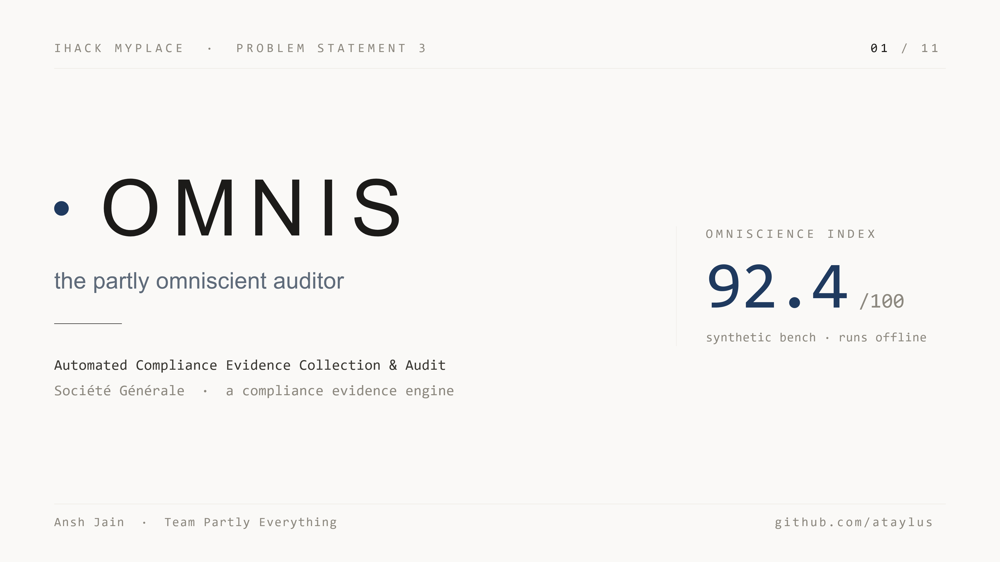 IHACK MYPLACE · PROBLEM STATEMENT 3
01 / 11
OMNIS
the partly omniscient auditor
OMNISCIENCE INDEX
92.4 /100
synthetic bench · runs offline
Automated Compliance Evidence Collection & Audit
Société Générale · a compliance evidence engine
Ansh Jain · Team Partly Everything
github.com/ataylus